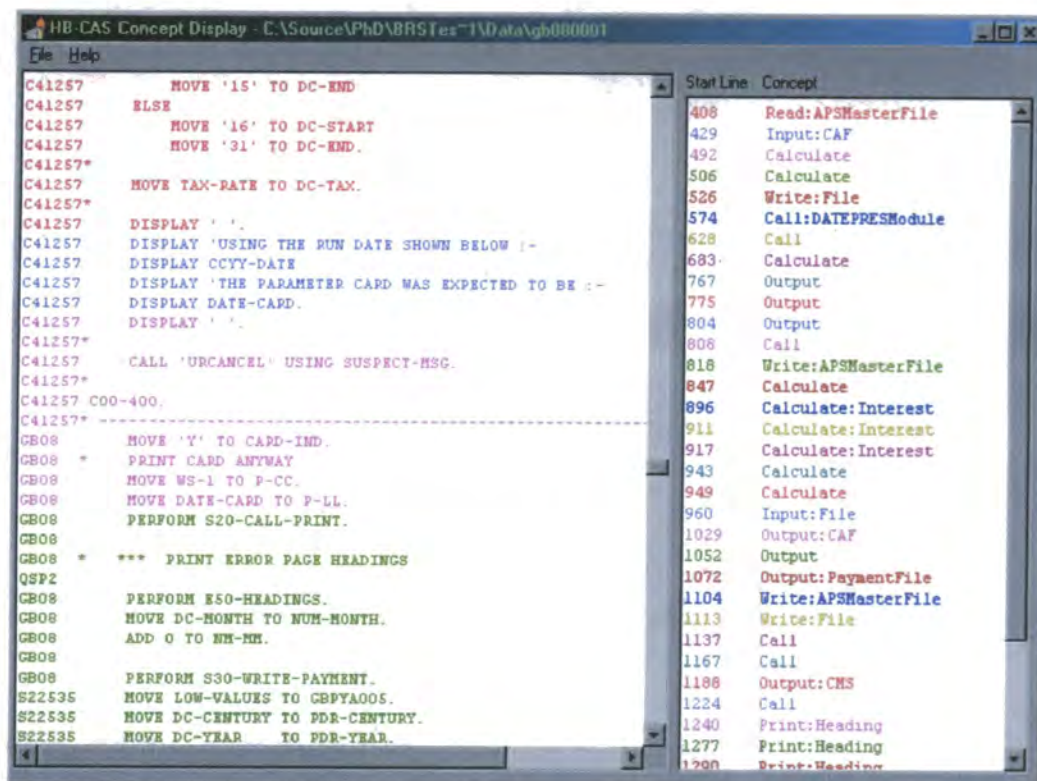 HB-CAS Concept Display - C:\Source\PhD\BRSTes~1\Data\gb080001
File Help
C41257 MOVE '15' TO DC-END
C41257 ELSE
C41257 MOVE '16' TO DC-START
C41257 MOVE '31' TO DC-END.
C41257*
C41257 MOVE TAX-RATE TO DC-TAX.
C41257*
C41257 DISPLAY ' '.
C41257 DISPLAY 'USING THE RUN DATE SHOWN BELOW :-
C41257 DISPLAY CCYY-DATE
C41257 DISPLAY 'THE PARAMETER CARD WAS EXPECTED TO BE :-
C41257 DISPLAY DATE-CARD.
C41257 DISPLAY ' '.
C41257*
C41257 CALL 'URCANCEL' USING SUSPECT-MSG.
C41257*
C41257 C00-400.
C41257* ------------------------------------------------------------
GB08 MOVE 'Y' TO CARD-IND.
GB08 * PRINT CARD ANYWAY
GB08 MOVE WS-1 TO P-CC.
GB08 MOVE DATE-CARD TO P-LL.
GB08 PERFORM S20-CALL-PRINT.
GB08
GB08 * *** PRINT ERROR PAGE HEADINGS
QSP2
GB08 PERFORM E50-HEADINGS.
GB08 MOVE DC-MONTH TO NUM-MONTH.
GB08 ADD 0 TO NM-MM.
GB08
GB08 PERFORM S30-WRITE-PAYMENT.
S22535 MOVE LOW-VALUES TO GBPYA005.
S22535 MOVE DC-CENTURY TO PDR-CENTURY.
S22535 MOVE DC-YEAR TO PDR-YEAR.
Start Line Concept
408 Read:APSMasterFile
429 Input:CAF
492 Calculate
506 Calculate
526 Write:File
574 Call:DATEPRESModule
628 Call
683 Calculate
767 Output
775 Output
804 Output
808 Call
818 Write:APSMasterFile
847 Calculate
896 Calculate:Interest
911 Calculate:Interest
917 Calculate:Interest
943 Calculate
949 Calculate
960 Input:File
1029 Output:CAF
1052 Output
1072 Output:PaymentFile
1104 Write:APSMasterFile
1113 Write:File
1137 Call
1167 Call
1188 Output:CMS
1224 Call
1240 Print:Heading
1277 Print:Heading
1290 Print:Heading